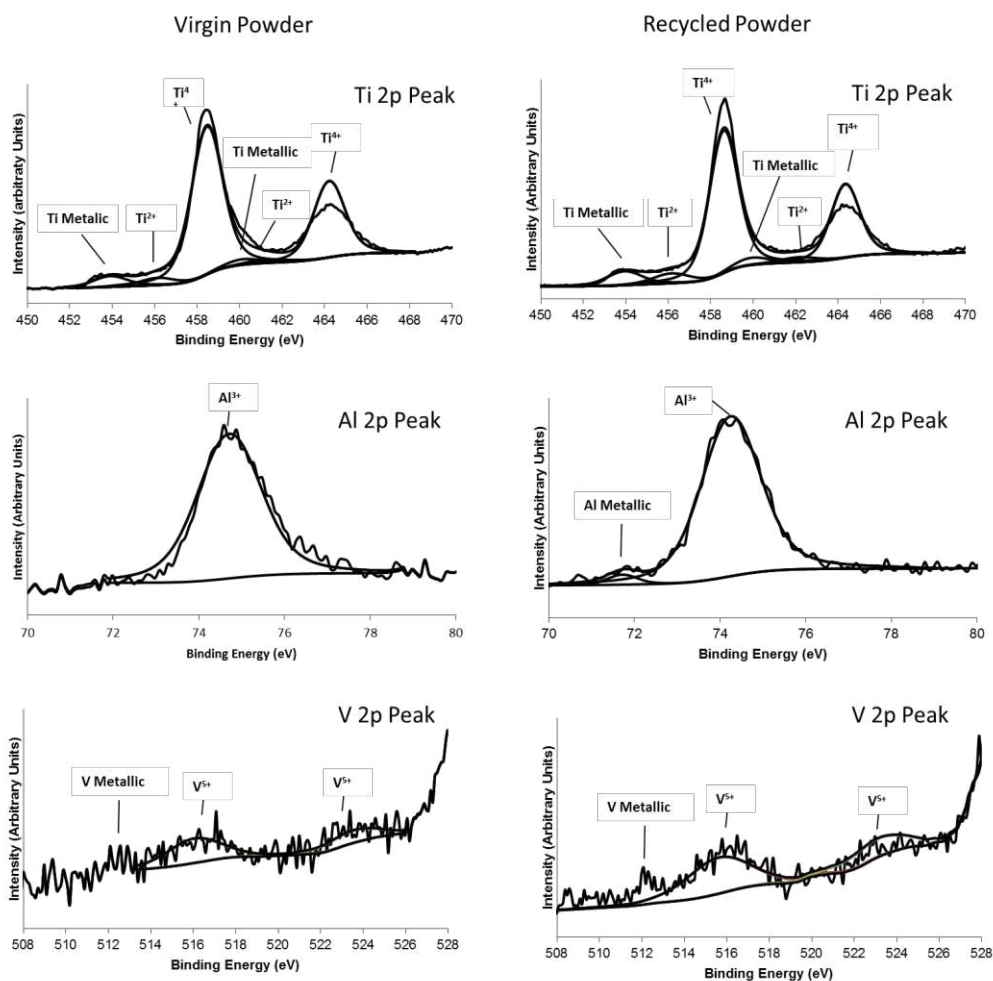 Virgin Powder
Recycled Powder
Ti 2p Peak
Ti⁴
+
Ti Metallic
Ti⁴⁺
Ti Metalic
Ti²⁺
Ti²⁺
Intensity (arbitraty Units)
450 452 454 456 458 460 462 464 466 468 470
Binding Energy (eV)
Ti 2p Peak
Ti⁴⁺
Ti⁴⁺
Ti Metallic
Ti Metallic
Ti²⁺
Ti²⁺
Intensity (Arbitrary Units)
450 452 454 456 458 460 462 464 466 468 470
Binding Energy (eV)
Al 2p Peak
Al³⁺
Intensity (Arbitrary Units)
70 72 74 76 78 80
Binding Energy (eV)
Al 2p Peak
Al³⁺
Al Metallic
Intensity (Arbitrary Units)
70 72 74 75 76 78 80
Binding Energy (eV)
V 2p Peak
V Metallic
V⁵⁺
V⁵⁺
Intensity (Arbitrary Units)
508 510 512 514 516 518 520 522 524 526 528
Binding Energy (eV)
V 2p Peak
V Metallic
V⁵⁺
V⁵⁺
Intensity (Arbitrary Units)
508 510 512 514 516 518 520 522 524 526 528
Binding Energy (eV)